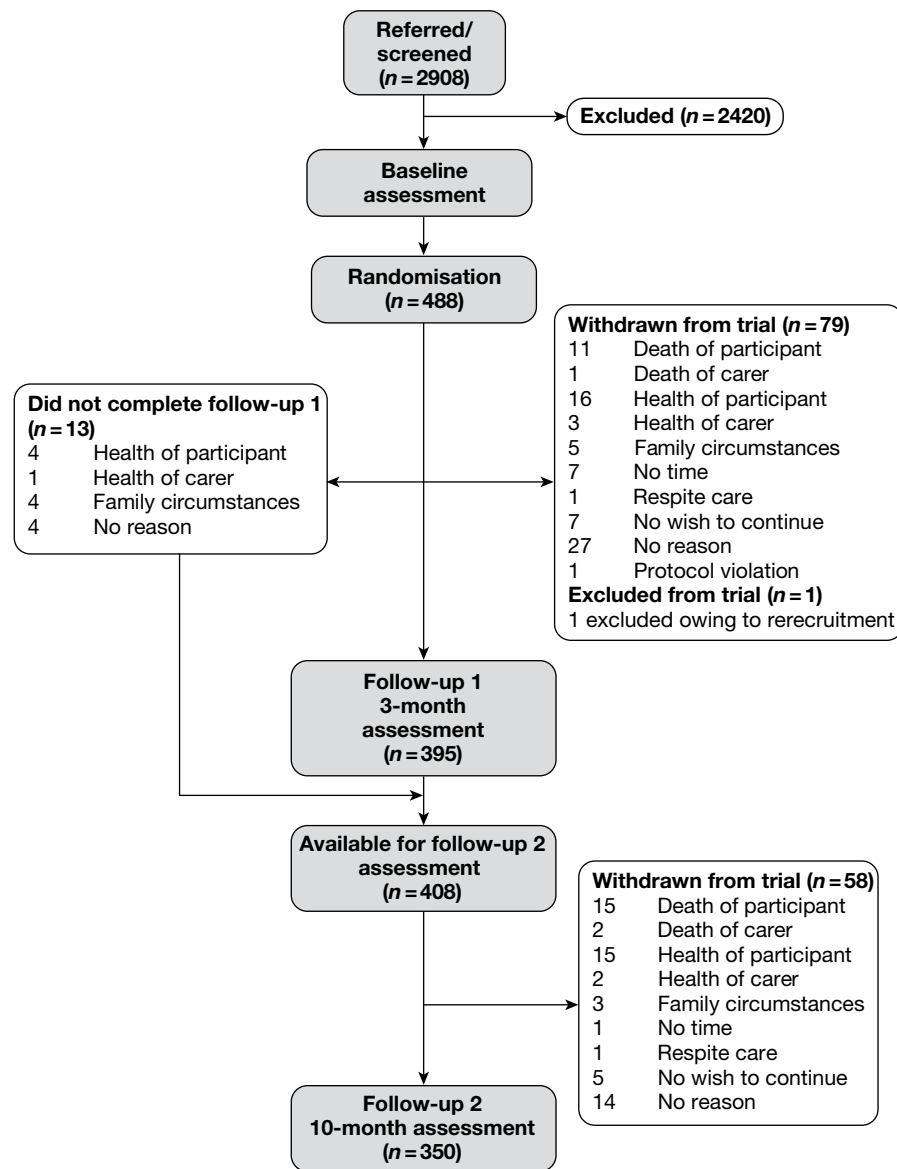 Referred/
screened
(n=2908)
Excluded (n=2420)
Baseline
assessment
Randomisation
(n=488)
Withdrawn from trial (n=79)
11 Death of participant
1 Death of carer
16 Health of participant
3 Health of carer
5 Family circumstances
7 No time
1 Respite care
7 No wish to continue
27 No reason
1 Protocol violation
Excluded from trial (n=1)
1 excluded owing to rerecruitment
Did not complete follow-up 1
(n=13)
4 Health of participant
1 Health of carer
4 Family circumstances
4 No reason
Follow-up 1
3-month
assessment
(n=395)
Available for follow-up 2
assessment
(n=408)
Withdrawn from trial (n=58)
15 Death of participant
2 Death of carer
15 Health of participant
2 Health of carer
3 Family circumstances
1 No time
1 Respite care
5 No wish to continue
14 No reason
Follow-up 2
10-month assessment
(n=350)